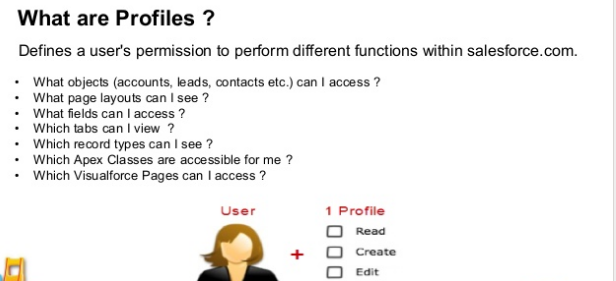 What are Profiles ?
Defines a user's permission to perform different functions within salesforce.com.
• What objects (accounts, leads, contacts etc.) can I access ?
• What page layouts can I see ?
• What fields can I access ?
• Which tabs can I view ?
• Which record types can I see ?
• Which Apex Classes are accessible for me ?
• Which Visualforce Pages can I access ?
User
1 Profile
Read
+
Create
Edit